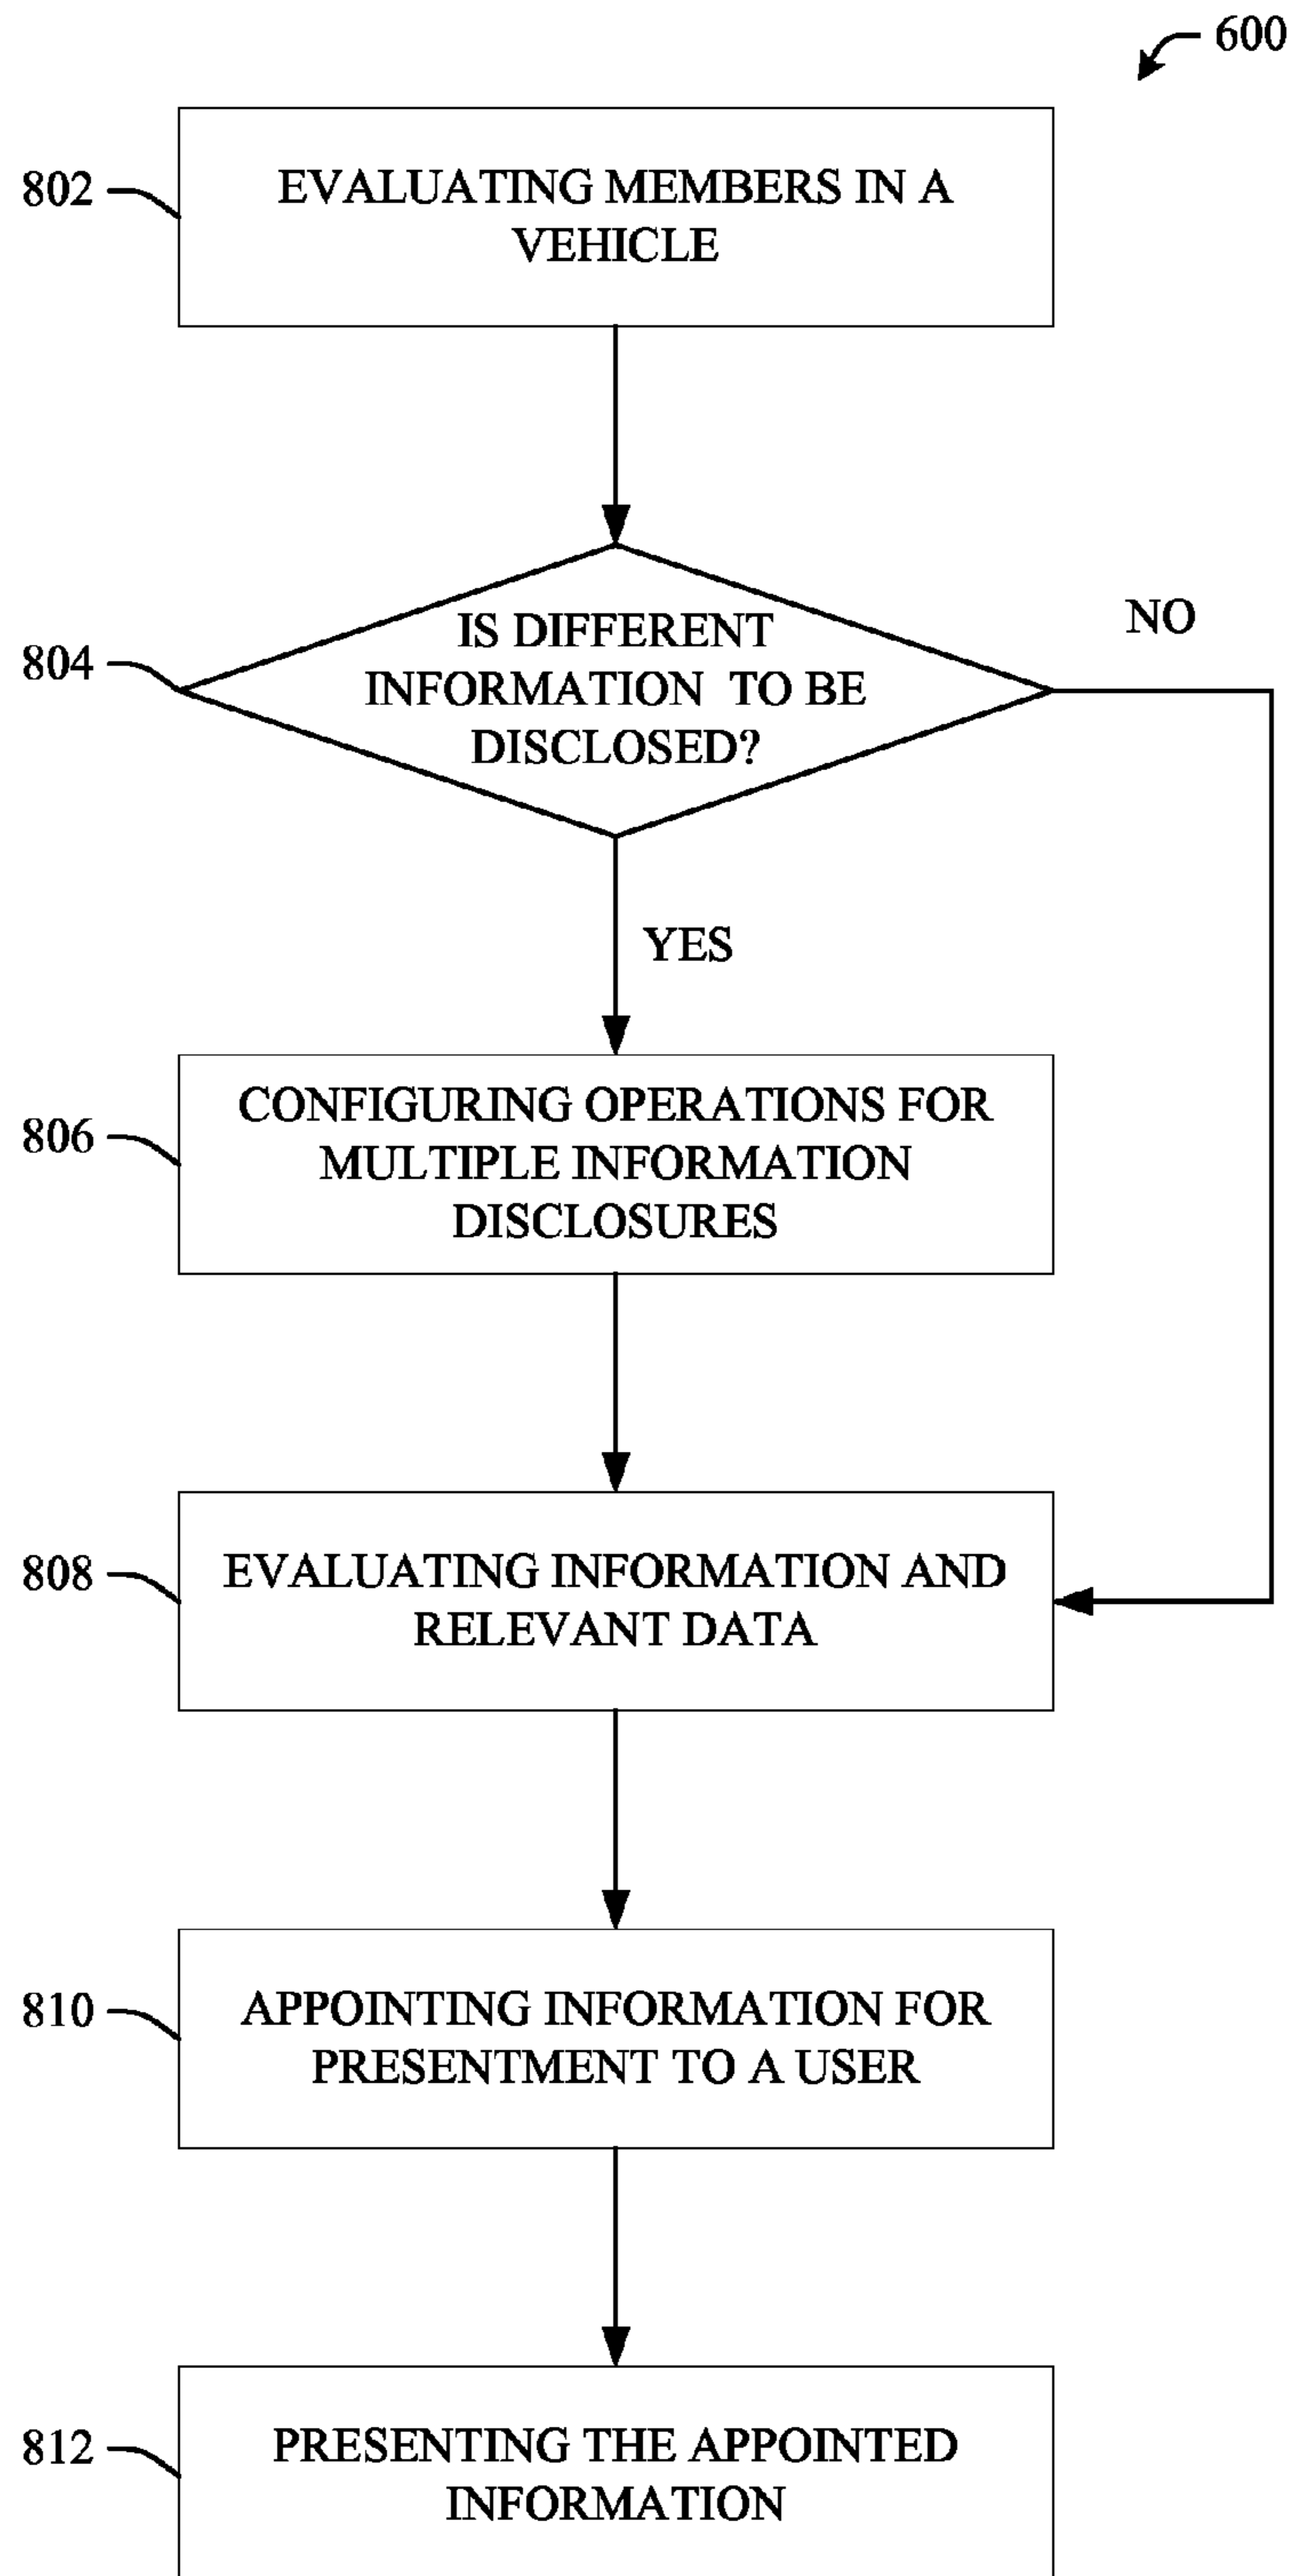 600
802
EVALUATING MEMBERS IN A
VEHICLE
804
IS DIFFERENT
INFORMATION TO BE
DISCLOSED?
NO
YES
806
CONFIGURING OPERATIONS FOR
MULTIPLE INFORMATION
DISCLOSURES
808
EVALUATING INFORMATION AND
RELEVANT DATA
810
APPOINTING INFORMATION FOR
PRESENTMENT TO A USER
812
PRESENTING THE APPOINTED
INFORMATION